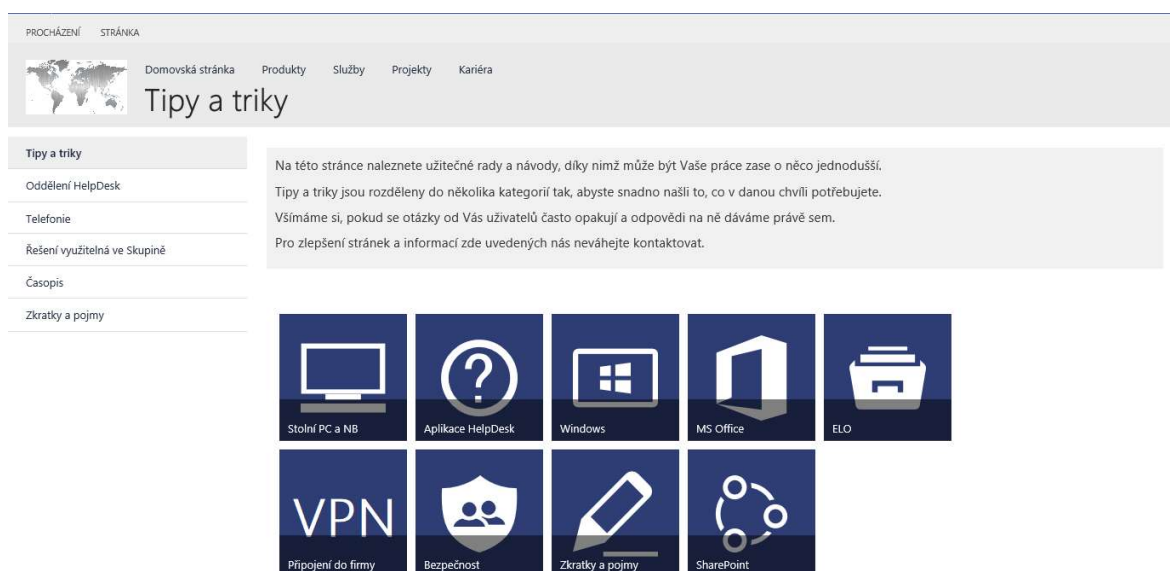 PROCHÁZENÍ STRÁNKA
Domovská stránka Produkty Služby Projekty Kariéra
Tipy a triky
Tipy a triky
Oddělení HelpDesk
Telefonie
Řešení využitelná ve Skupině
Časopis
Zkratky a pojmy
Na této stránce naleznete užitečné rady a návody, díky nimž může být Vaše práce zase o něco jednodušší.
Tipy a triky jsou rozděleny do několika kategorií tak, abyste snadno našli to, co v danou chvíli potřebujete.
Všímáme si, pokud se otázky od Vás uživatelů často opakují a odpovědi na ně dáváme právě sem.
Pro zlepšení stránek a informací zde uvedených nás neváhejte kontaktovat.
Stolní PC a NB
Aplikace HelpDesk
Windows
MS Office
ELO
VPN
Připojení do firmy
Bezpečnost
Zkratky a pojmy
SharePoint